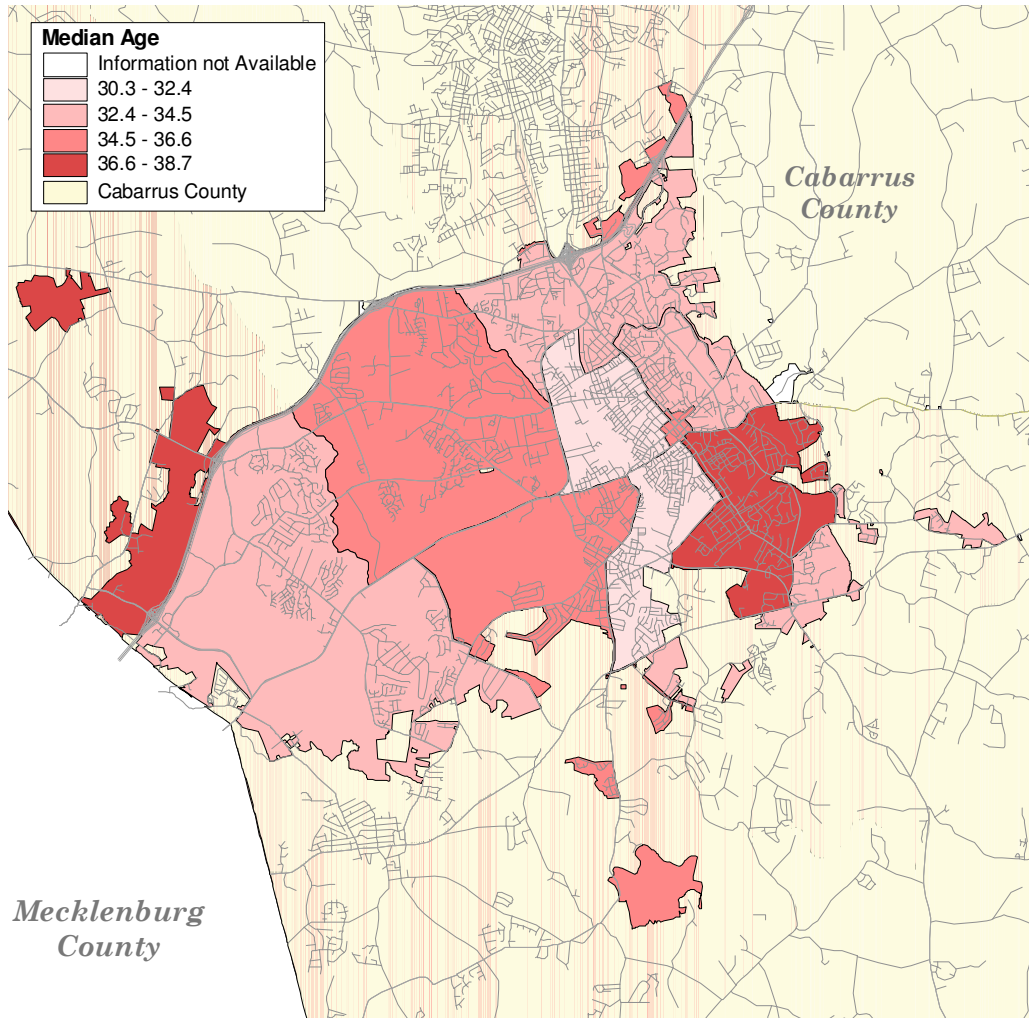 Median Age
Information not Available
30.3 - 32.4
32.4 - 34.5
34.5 - 36.6
36.6 - 38.7
Cabarrus County
Cabarrus
County
Mecklenburg
County